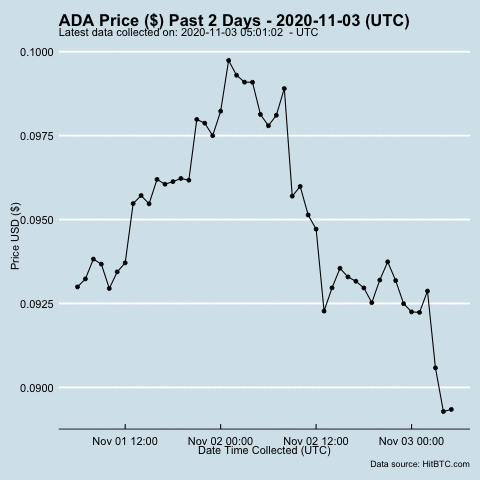 ADA Price ($) Past 2 Days - 2020-11-03 (UTC)
Latest data collected on: 2020-11-03 05:01:02  - UTC
0.1000
0.0975
0.0950
0.0925
0.0900
Price USD ($)
Nov 01 12:00 Nov 02 00:00 Nov 02 12:00 Nov 03 00:00
Date Time Collected (UTC)
Data source: HitBTC.com